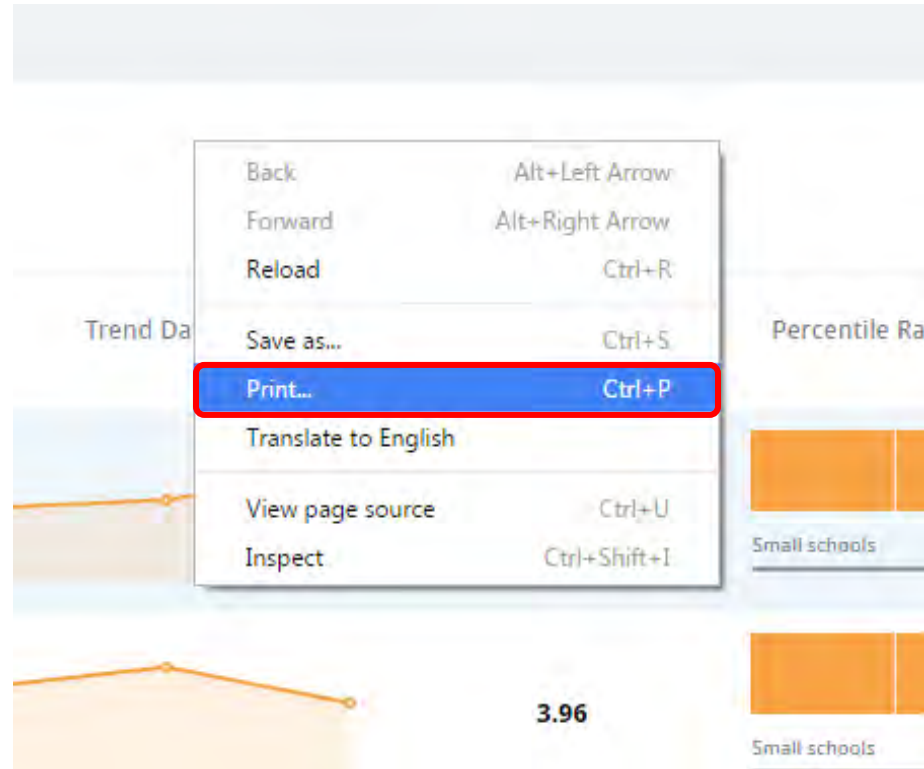 Back Alt+Left Arrow
Forward Alt+Right Arrow
Reload Ctrl+R
Trend Da
Save as... Ctrl+S
Percentile Ra
Print... Ctrl+P
Translate to English
View page source Ctrl+U
Small schools
Inspect Ctrl+Shift+I
3.96
Small schools